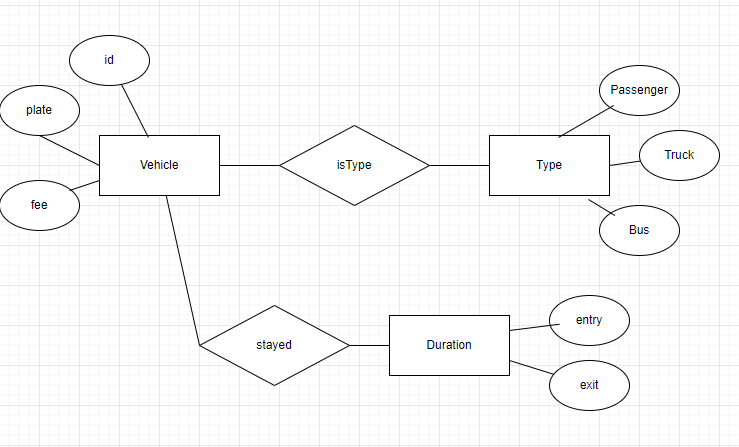 id
plate
Passenger
Vehicle
isType
Type
Truck
fee
Bus
stayed
Duration
entry
exit